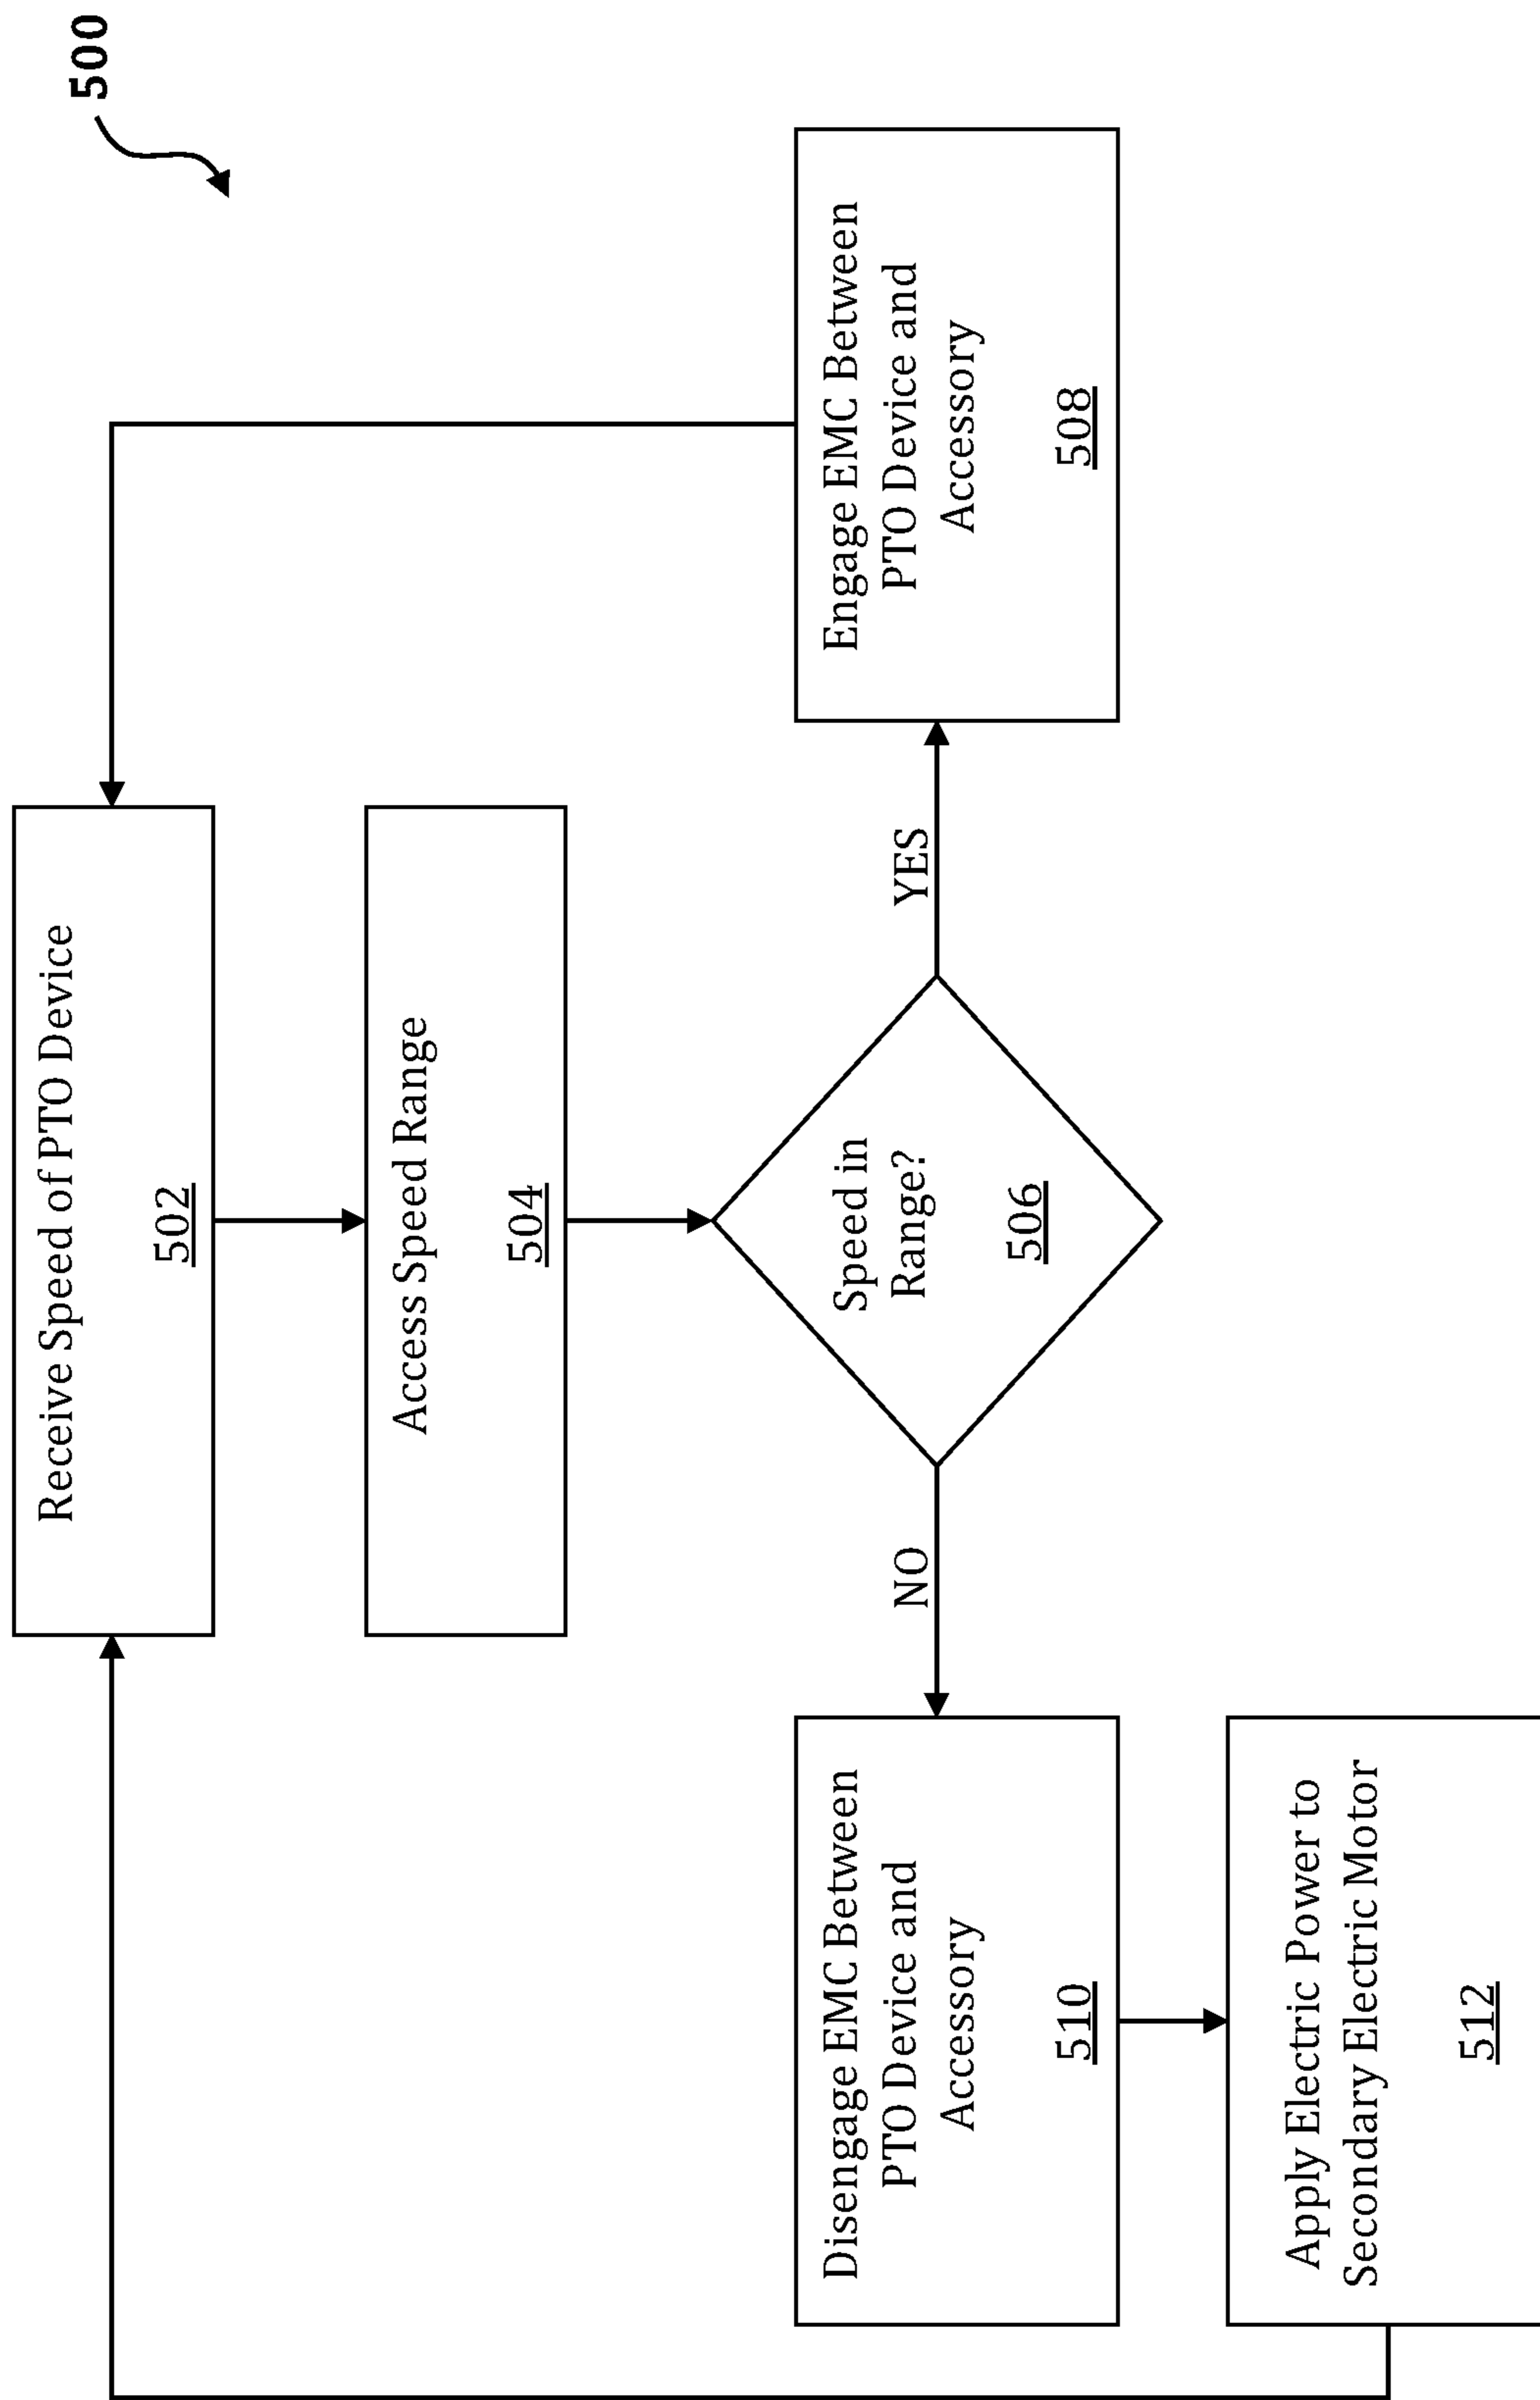 500
Receive Speed of PTO Device
502
Access Speed Range
504
Speed in
Range?
506
YES
NO
Engage EMC Between
PTO Device and
Accessory
508
Disengage EMC Between
PTO Device and
Accessory
510
Apply Electric Power to
Secondary Electric Motor
512